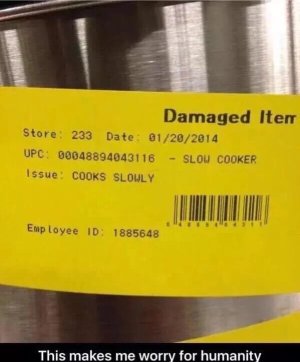 Damaged Item
Store: 233 Date: 01/20/2014
UPC: 00048894043116 - SLOW COOKER
Issue: COOKS SLOWLY
Employee ID: 1885648
This makes me worry for humanity